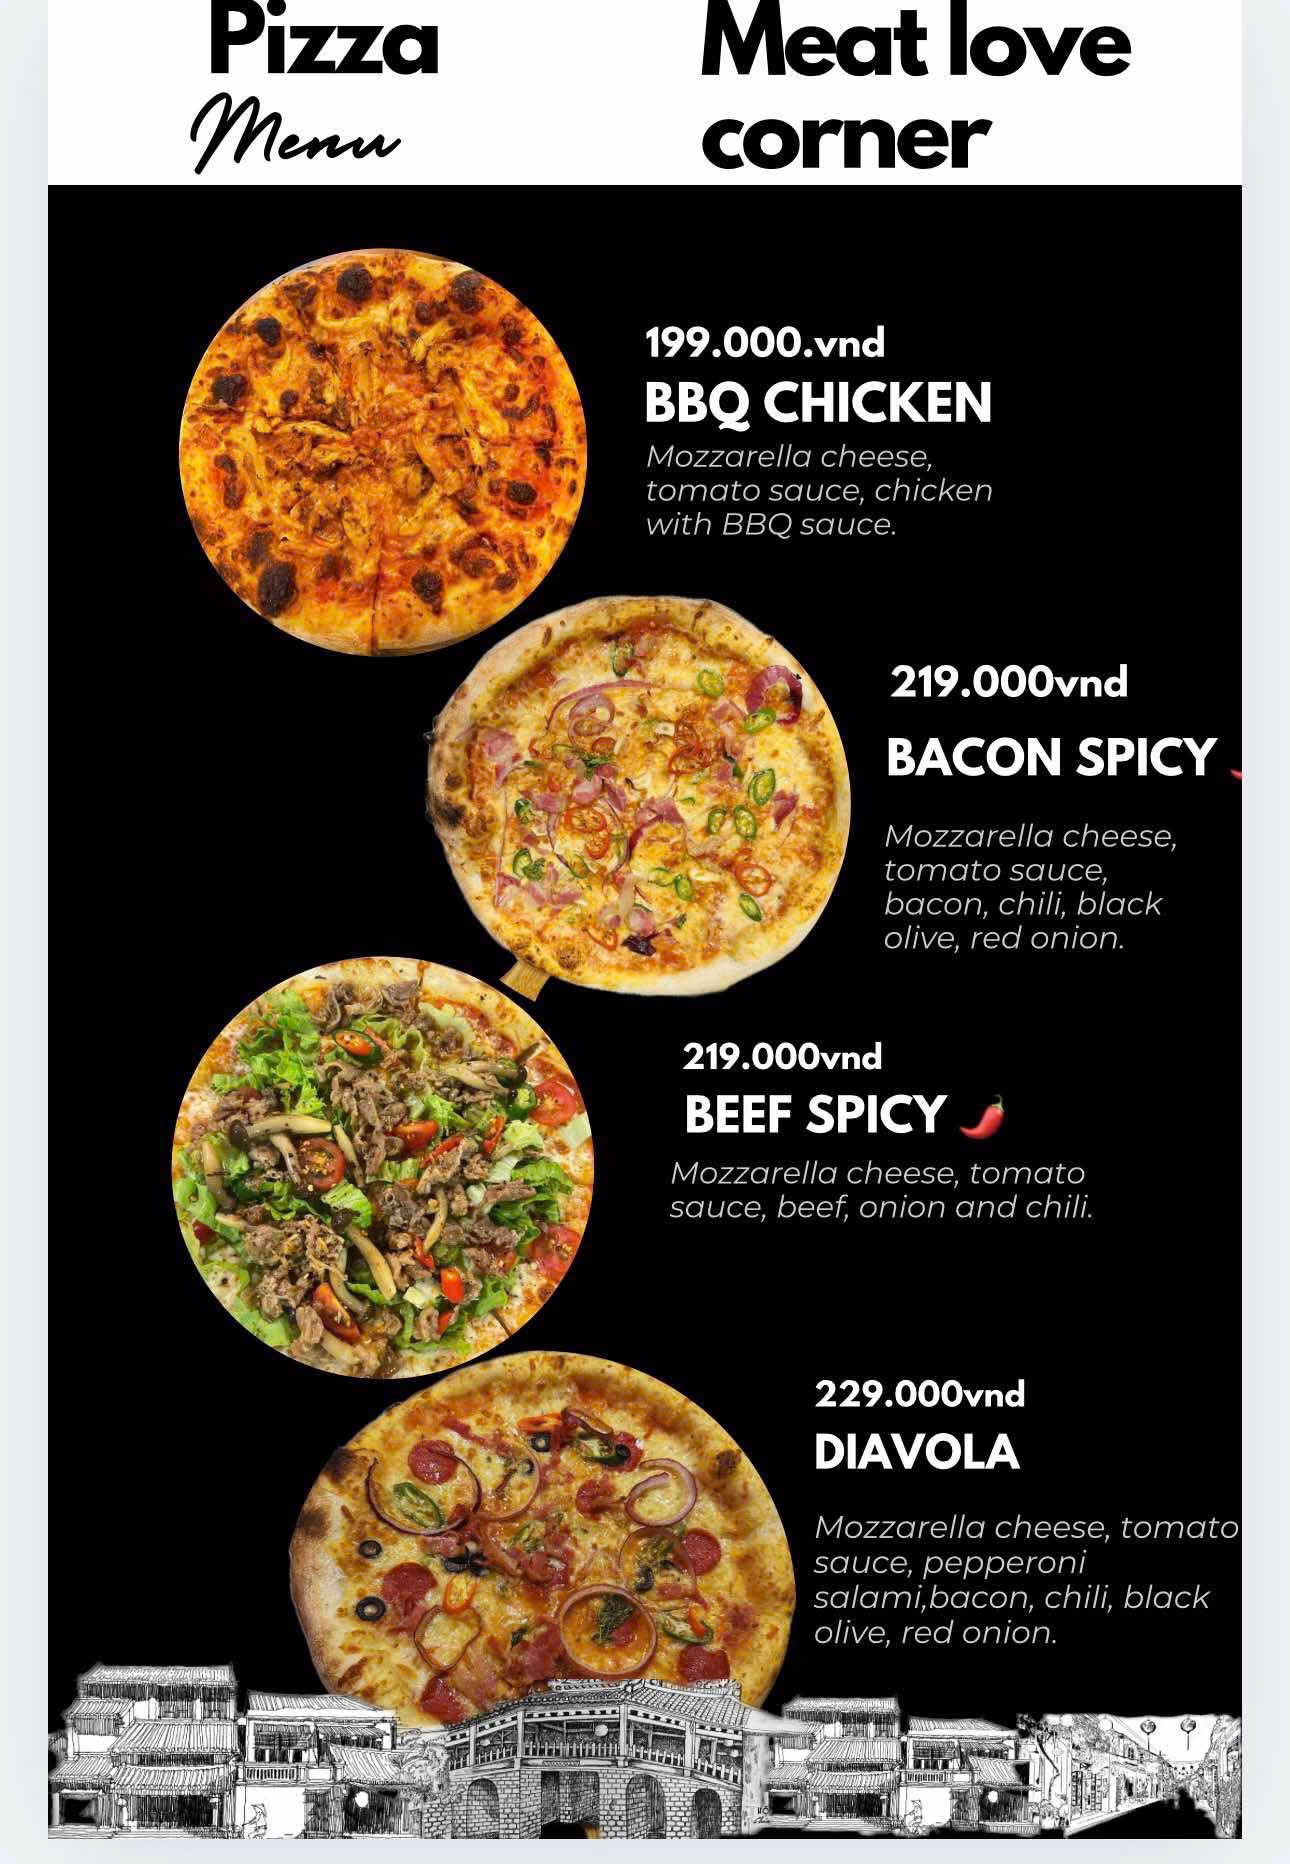 Pizza
Menu
Meat love
corner
199.000.vnd
BBQ CHICKEN
Mozzarella cheese,
tomato sauce, chicken
with BBQ sauce.
219.000vnd
BACON SPICY
Mozzarella cheese,
tomato sauce,
bacon, chili, black
olive, red onion.
219.000vnd
BEEF SPICY 🌶️
Mozzarella cheese, tomato
sauce, beef, onion and chili.
229.000vnd
DIAVOLA
Mozzarella cheese, tomato
sauce, pepperoni
salami,bacon, chili, black
olive, red onion.